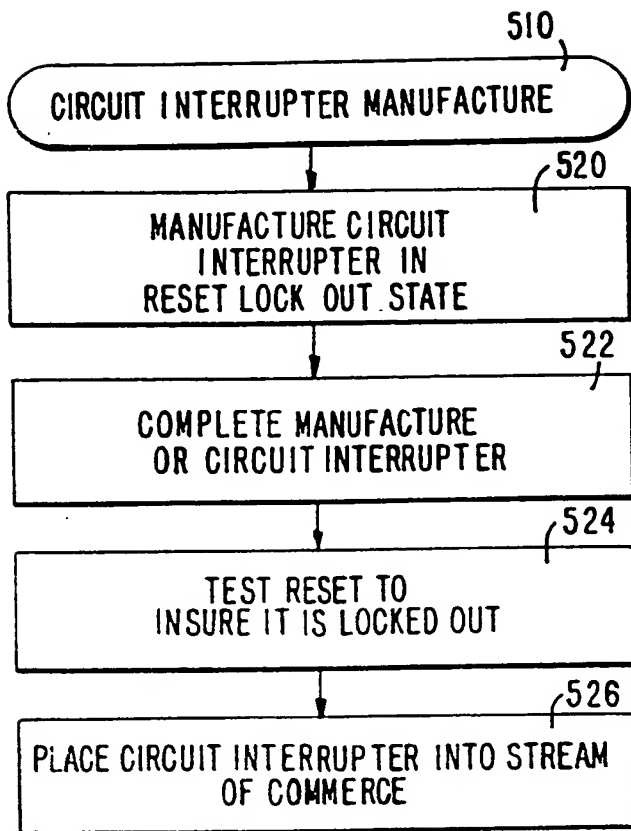 510
CIRCUIT INTERRUPTER MANUFACTURE
520
MANUFACTURE CIRCUIT
INTERRUPTER IN
RESET LOCK OUT STATE
522
COMPLETE MANUFACTURE
OR CIRCUIT INTERRUPTER
524
TEST RESET TO
INSURE IT IS LOCKED OUT
526
PLACE CIRCUIT INTERRUPTER INTO STREAM
OF COMMERCE